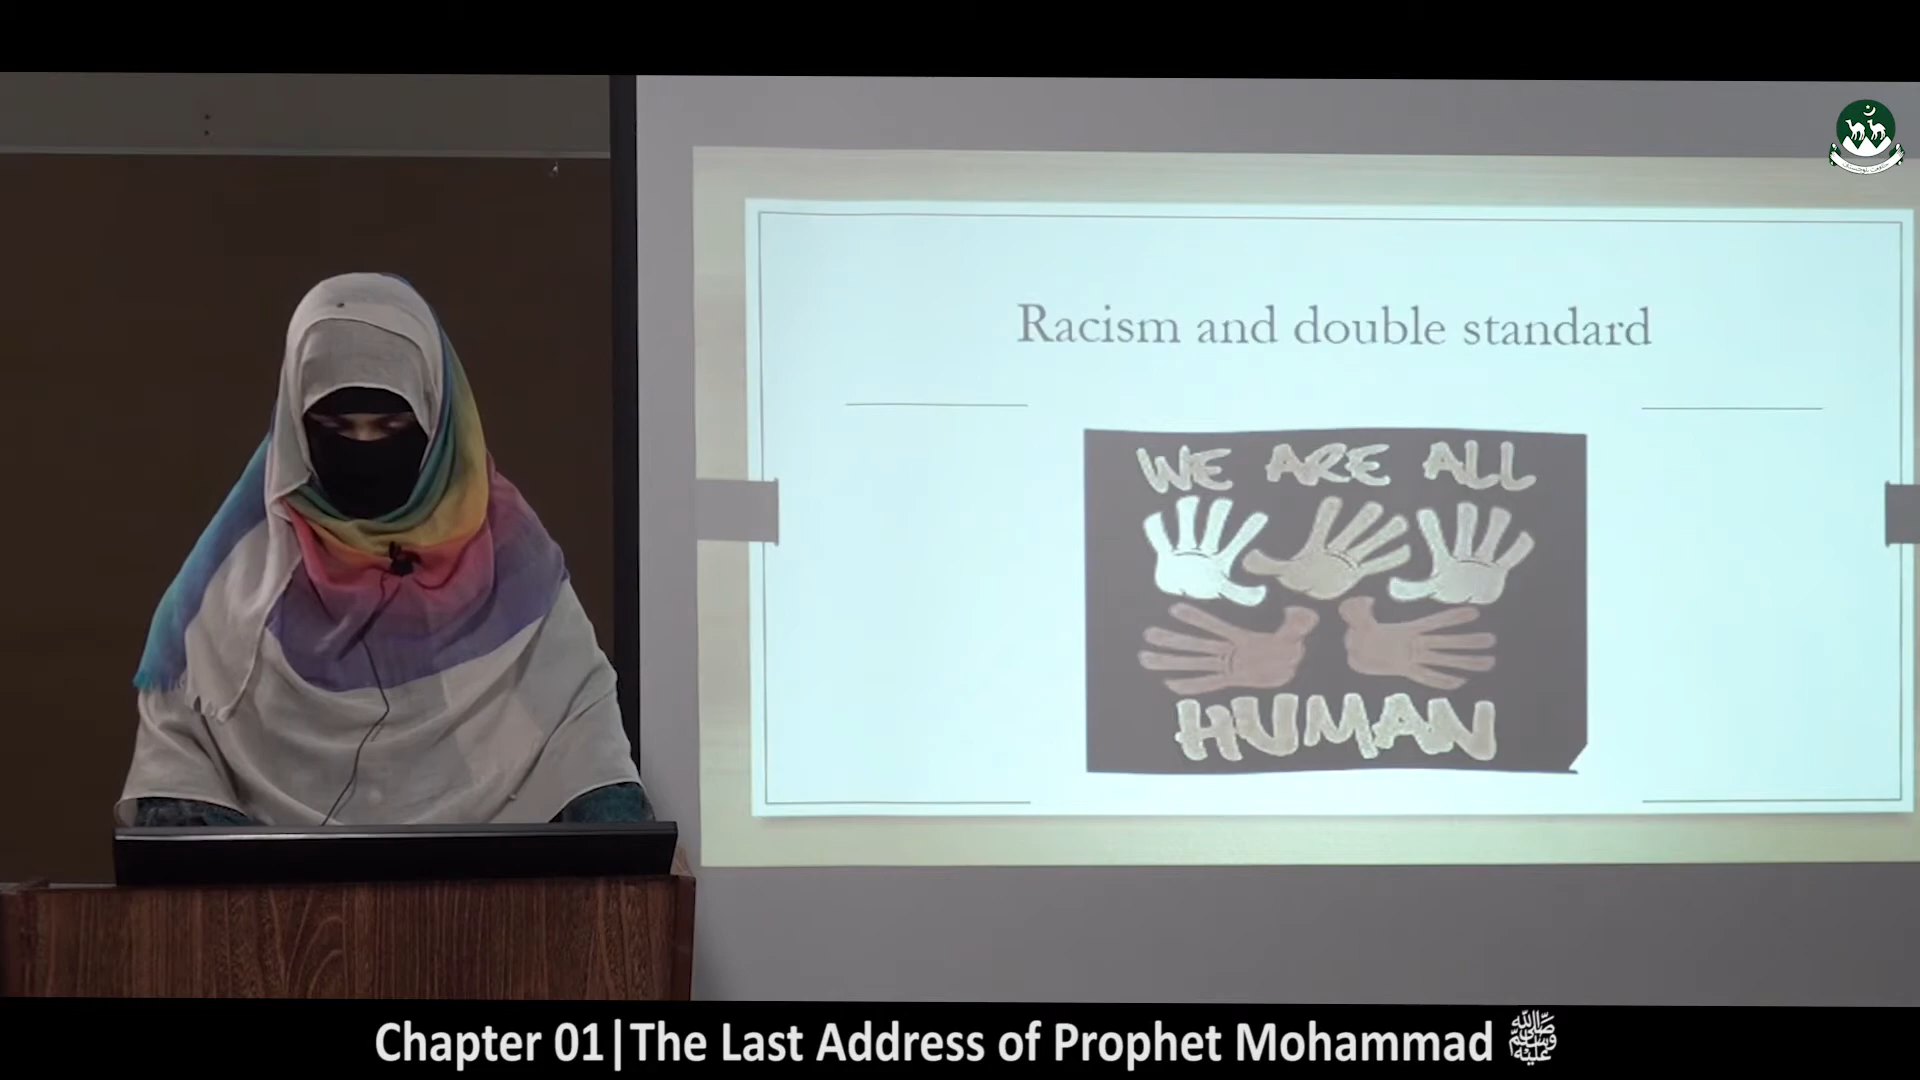 Racism and double standard
WE ARE ALL
HUMAN
Chapter 01|The Last Address of Prophet Mohammad ﷺ